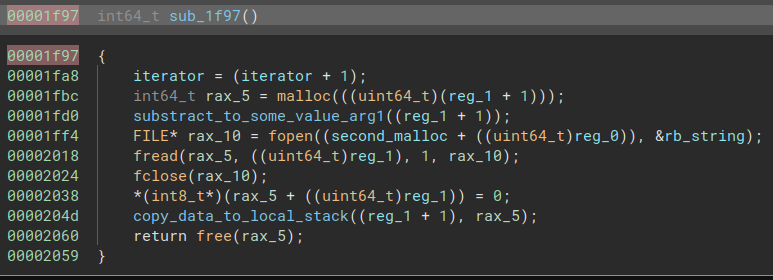 00001f97 int64_t sub_1f97()
00001f97 {
00001fa8 iterator = (iterator + 1);
00001fbc int64_t rax_5 = malloc(((uint64_t)(reg_1 + 1)));
00001fd0 substract_to_some_value_arg1((reg_1 + 1));
00001ff4 FILE* rax_10 = fopen((second_malloc + ((uint64_t)reg_0)), &rb_string);
00002018 fread(rax_5, ((uint64_t)reg_1), 1, rax_10);
00002024 fclose(rax_10);
00002038 *(int8_t*)(rax_5 + ((uint64_t)reg_1)) = 0;
0000204d copy_data_to_local_stack((reg_1 + 1), rax_5);
00002060 return free(rax_5);
00002059 }